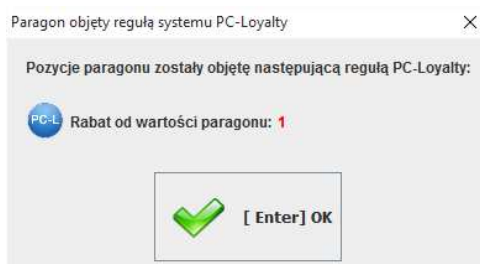 Paragon objęty regułą systemu PC-Loyalty
Pozycje paragonu zostały objętę następującą regułą PC-Loyalty:
PC-L Rabat od wartości paragonu: 1
[ Enter] OK